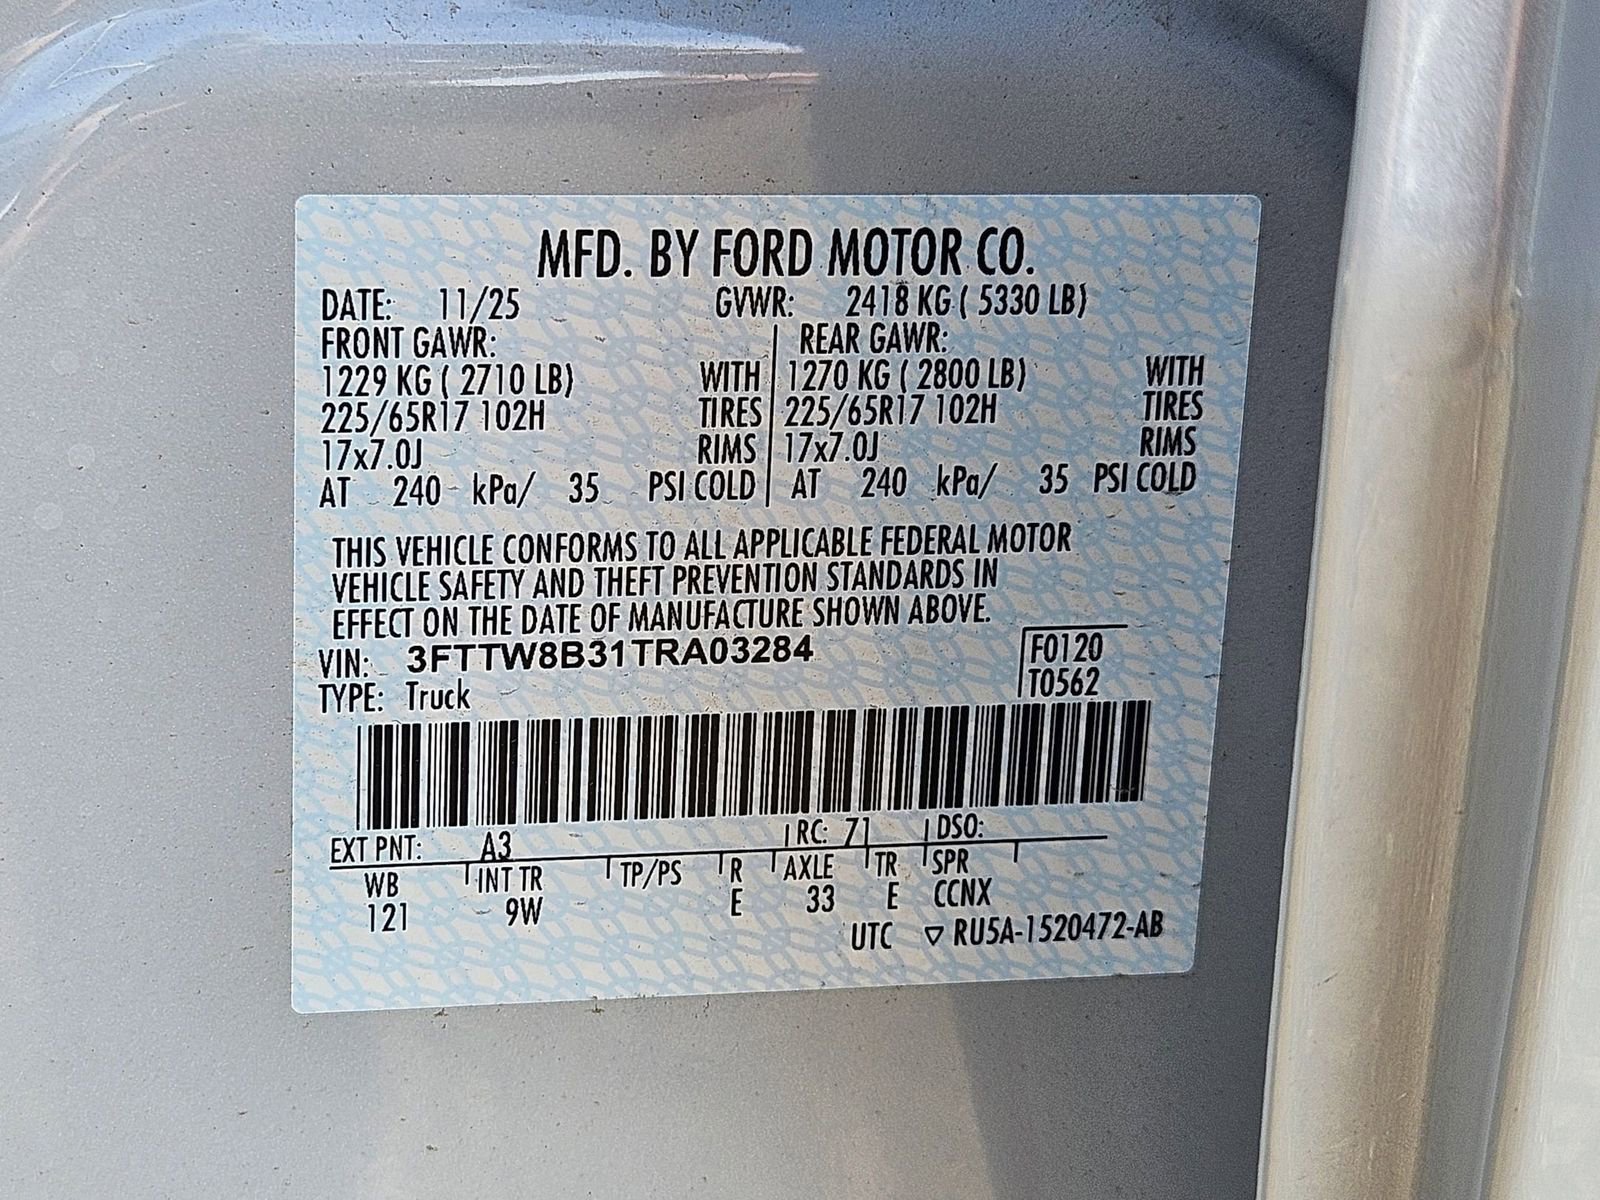 MFD. BY FORD MOTOR CO.
DATE: 11/25 GVWR: 2418 KG ( 5330 LB)
FRONT GAWR: REAR GAWR:
1229 KG ( 2710 LB) WITH 1270 KG ( 2800 LB) WITH
225/65R17 102H TIRES 225/65R17 102H TIRES
17x7.0J RIMS 17x7.0J RIMS
AT 240 kPa/ 35 PSI COLD AT 240 kPa/ 35 PSI COLD
THIS VEHICLE CONFORMS TO ALL APPLICABLE FEDERAL MOTOR
VEHICLE SAFETY AND THEFT PREVENTION STANDARDS IN
EFFECT ON THE DATE OF MANUFACTURE SHOWN ABOVE.
VIN: 3FTTW8B31TRA03284 F0120
TYPE: Truck T0562
EXT PNT: A3 RC: 71 DSO:
WB INT TR TP/PS R AXLE TR SPR
121 9W E 33 E CCNX
UTC ▽ RU5A-1520472-AB